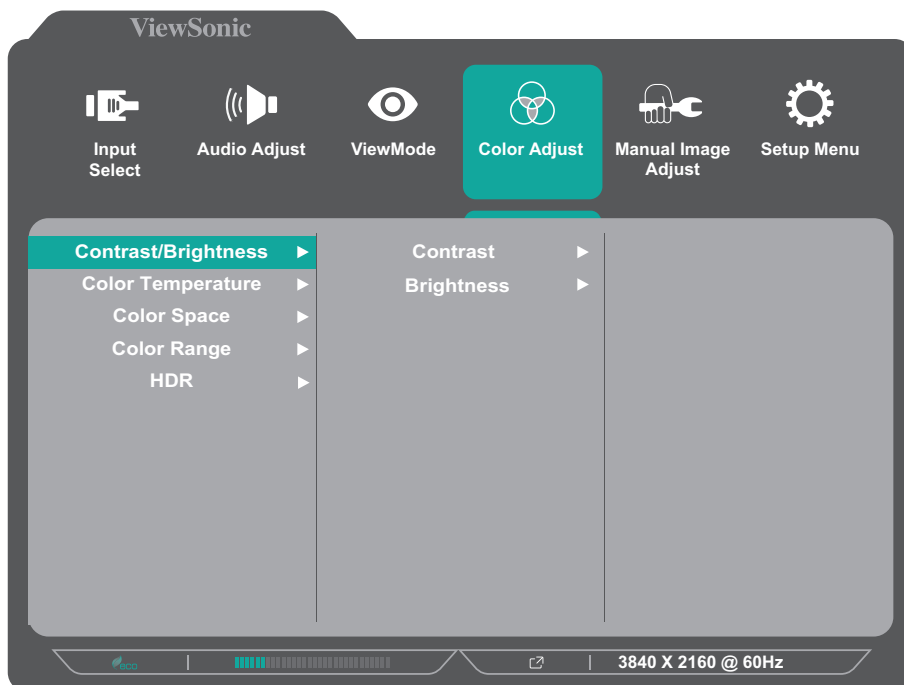 ViewSonic
Input
Select
Audio Adjust
ViewMode
Color Adjust
Manual Image
Adjust
Setup Menu
Contrast/Brightness
Color Temperature
Color Space
Color Range
HDR
Contrast
Brightness
eco
3840 X 2160 @ 60Hz